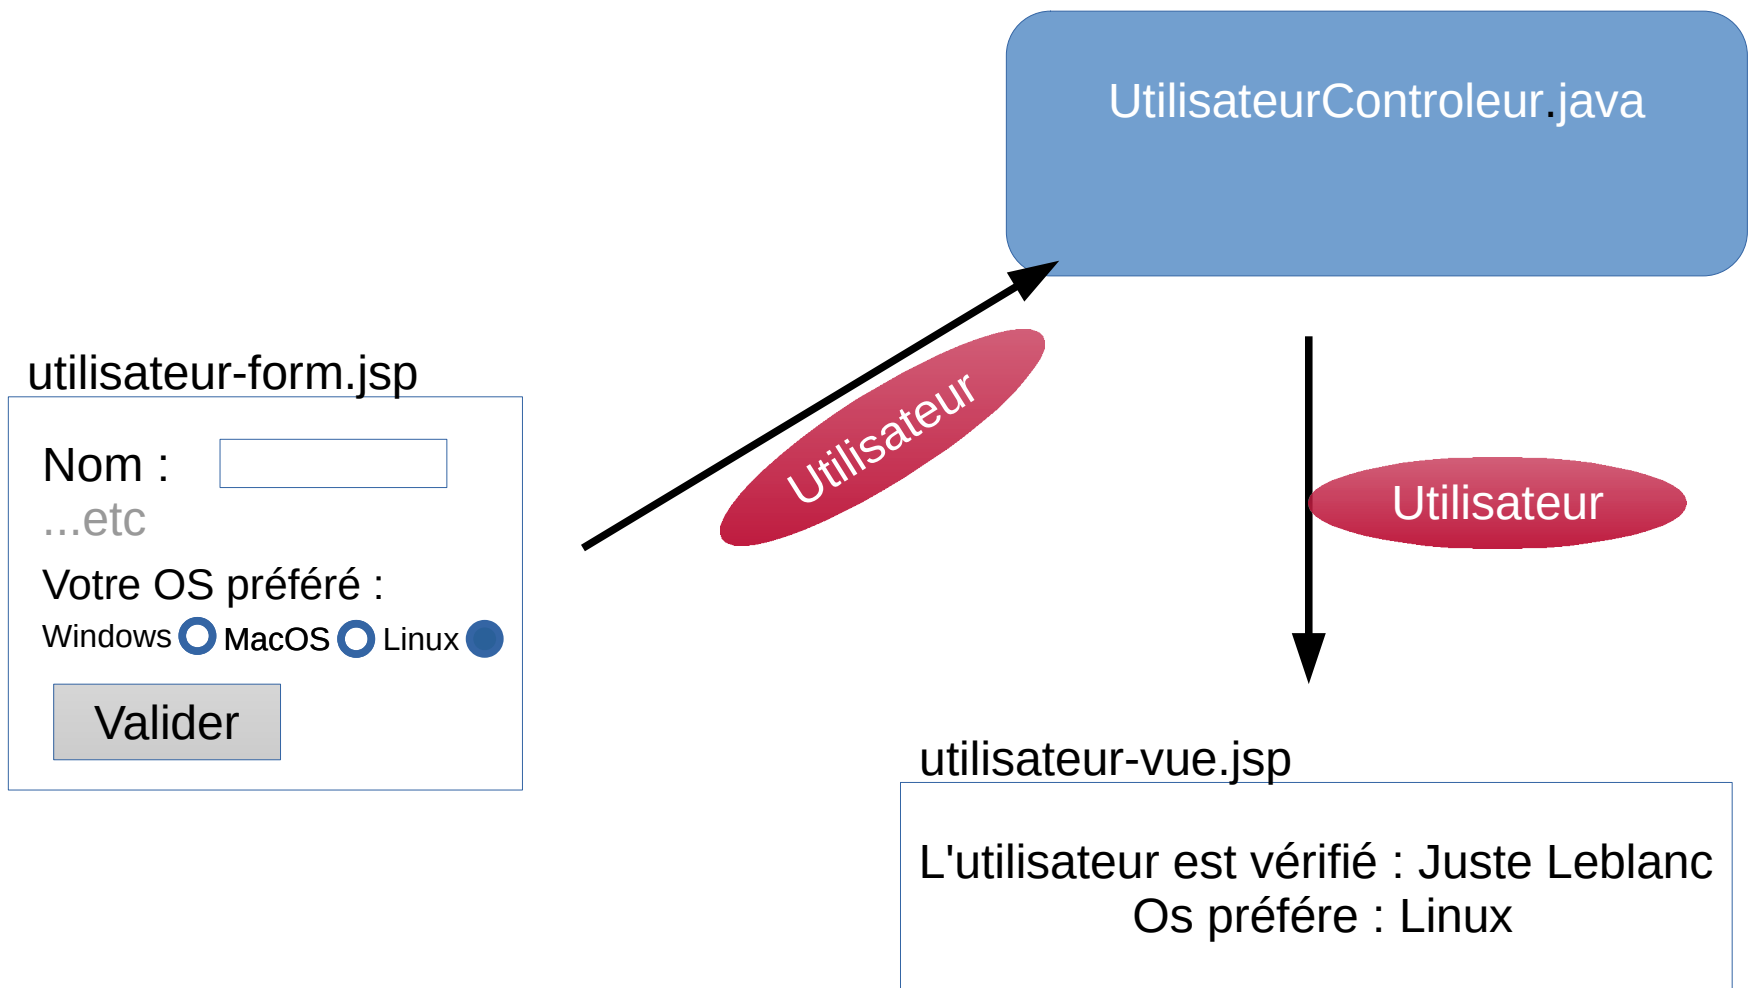 UtilisateurControleur.java
utilisateur-form.jsp
Nom :
...etc
Votre OS préféré :
Windows MacOS Linux
Valider
Utilisateur
Utilisateur
utilisateur-vue.jsp
L'utilisateur est vérifié : Juste Leblanc
Os préfére : Linux